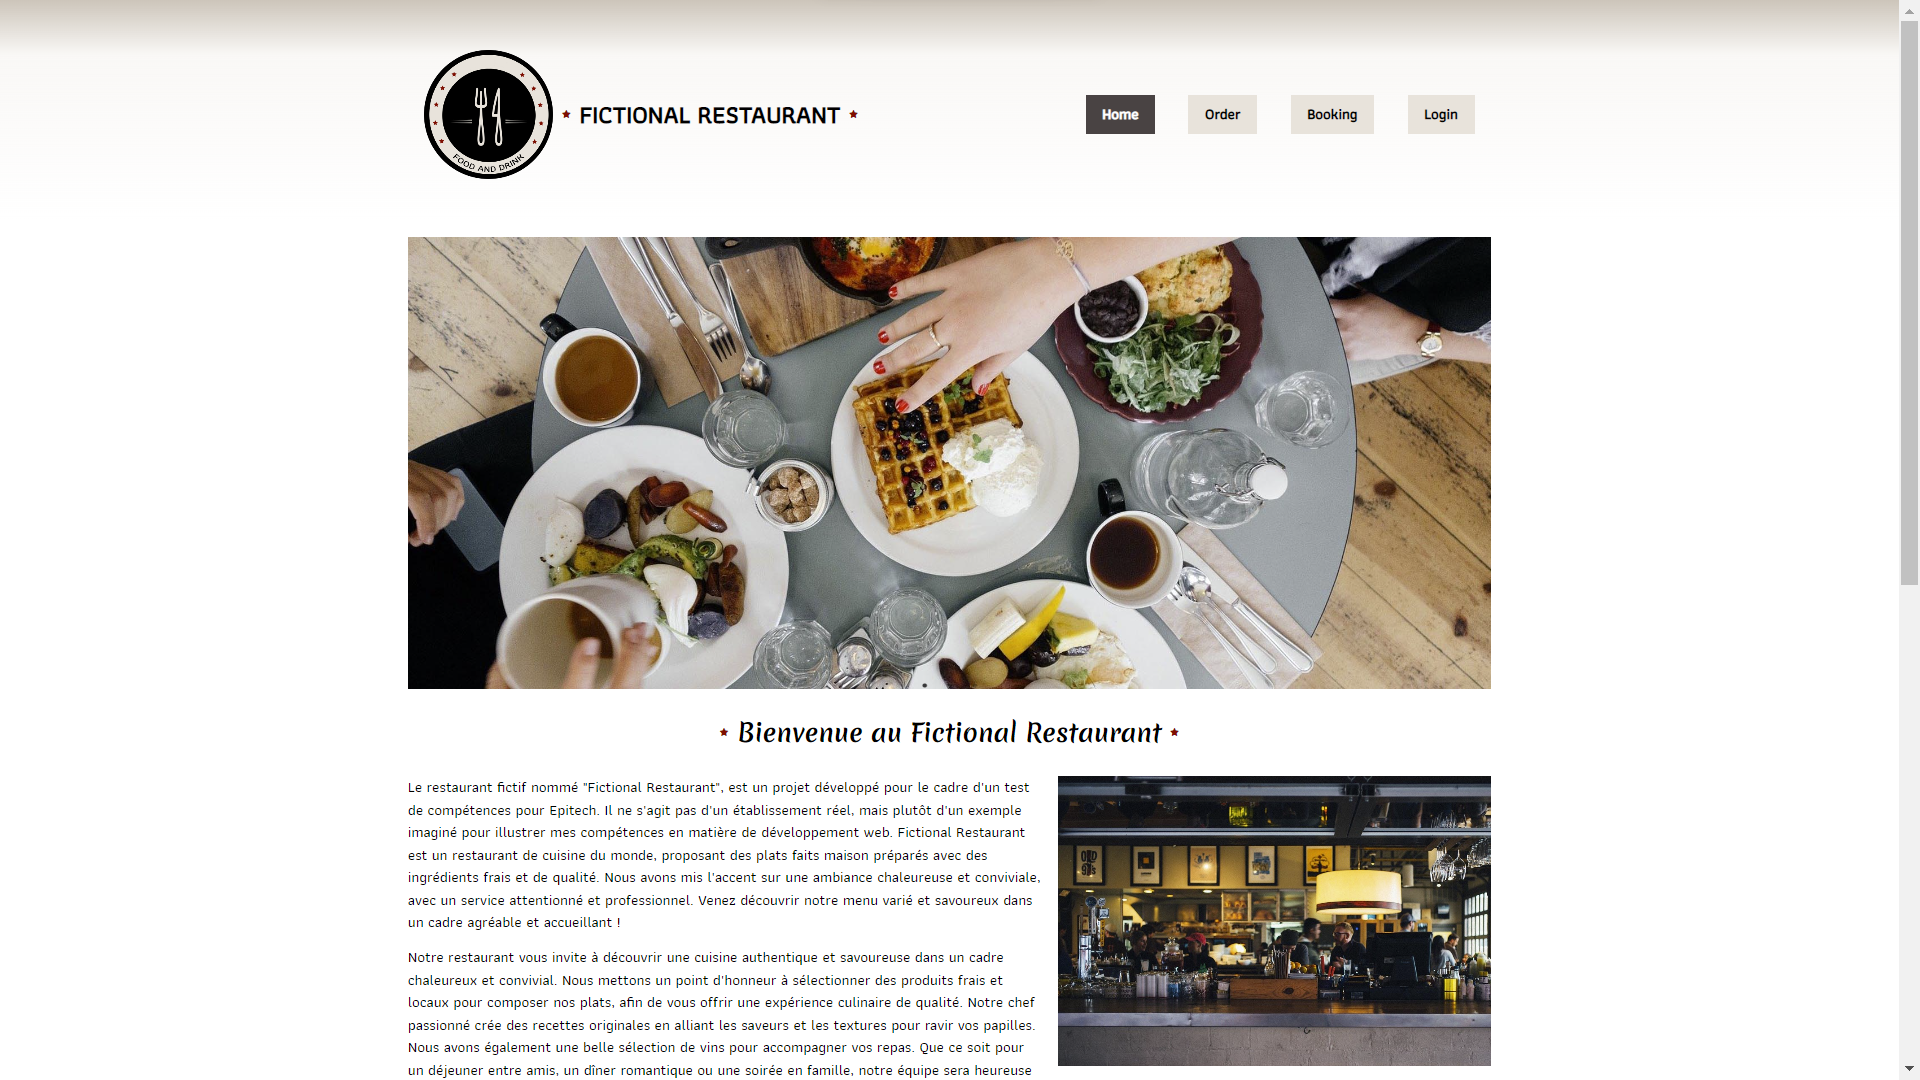 FOOD AND DRINK
FICTIONAL RESTAURANT
Home
Order
Booking
Login
Bienvenue au Fictional Restaurant
Le restaurant fictif nommé "Fictional Restaurant", est un projet développé pour le cadre d'un test
de compétences pour Epitech. Il ne s'agit pas d'un établissement réel, mais plutôt d'un exemple
imaginé pour illustrer mes compétences en matière de développement web. Fictional Restaurant
est un restaurant de cuisine du monde, proposant des plats faits maison préparés avec des
ingrédients frais et de qualité. Nous avons mis l'accent sur une ambiance chaleureuse et conviviale,
avec un service attentionné et professionnel. Venez découvrir notre menu varié et savoureux dans
un cadre agréable et accueillant !
Notre restaurant vous invite à découvrir une cuisine authentique et savoureuse dans un cadre
chaleureux et convivial. Nous mettons un point d'honneur à sélectionner des produits frais et
locaux pour composer nos plats, afin de vous offrir une expérience culinaire de qualité. Notre chef
passionné crée des recettes originales en alliant les saveurs et les textures pour ravir vos papilles.
Nous avons également une belle sélection de vins pour accompagner vos repas. Que ce soit pour
un déjeuner entre amis, un dîner romantique ou une soirée en famille, notre équipe sera heureuse